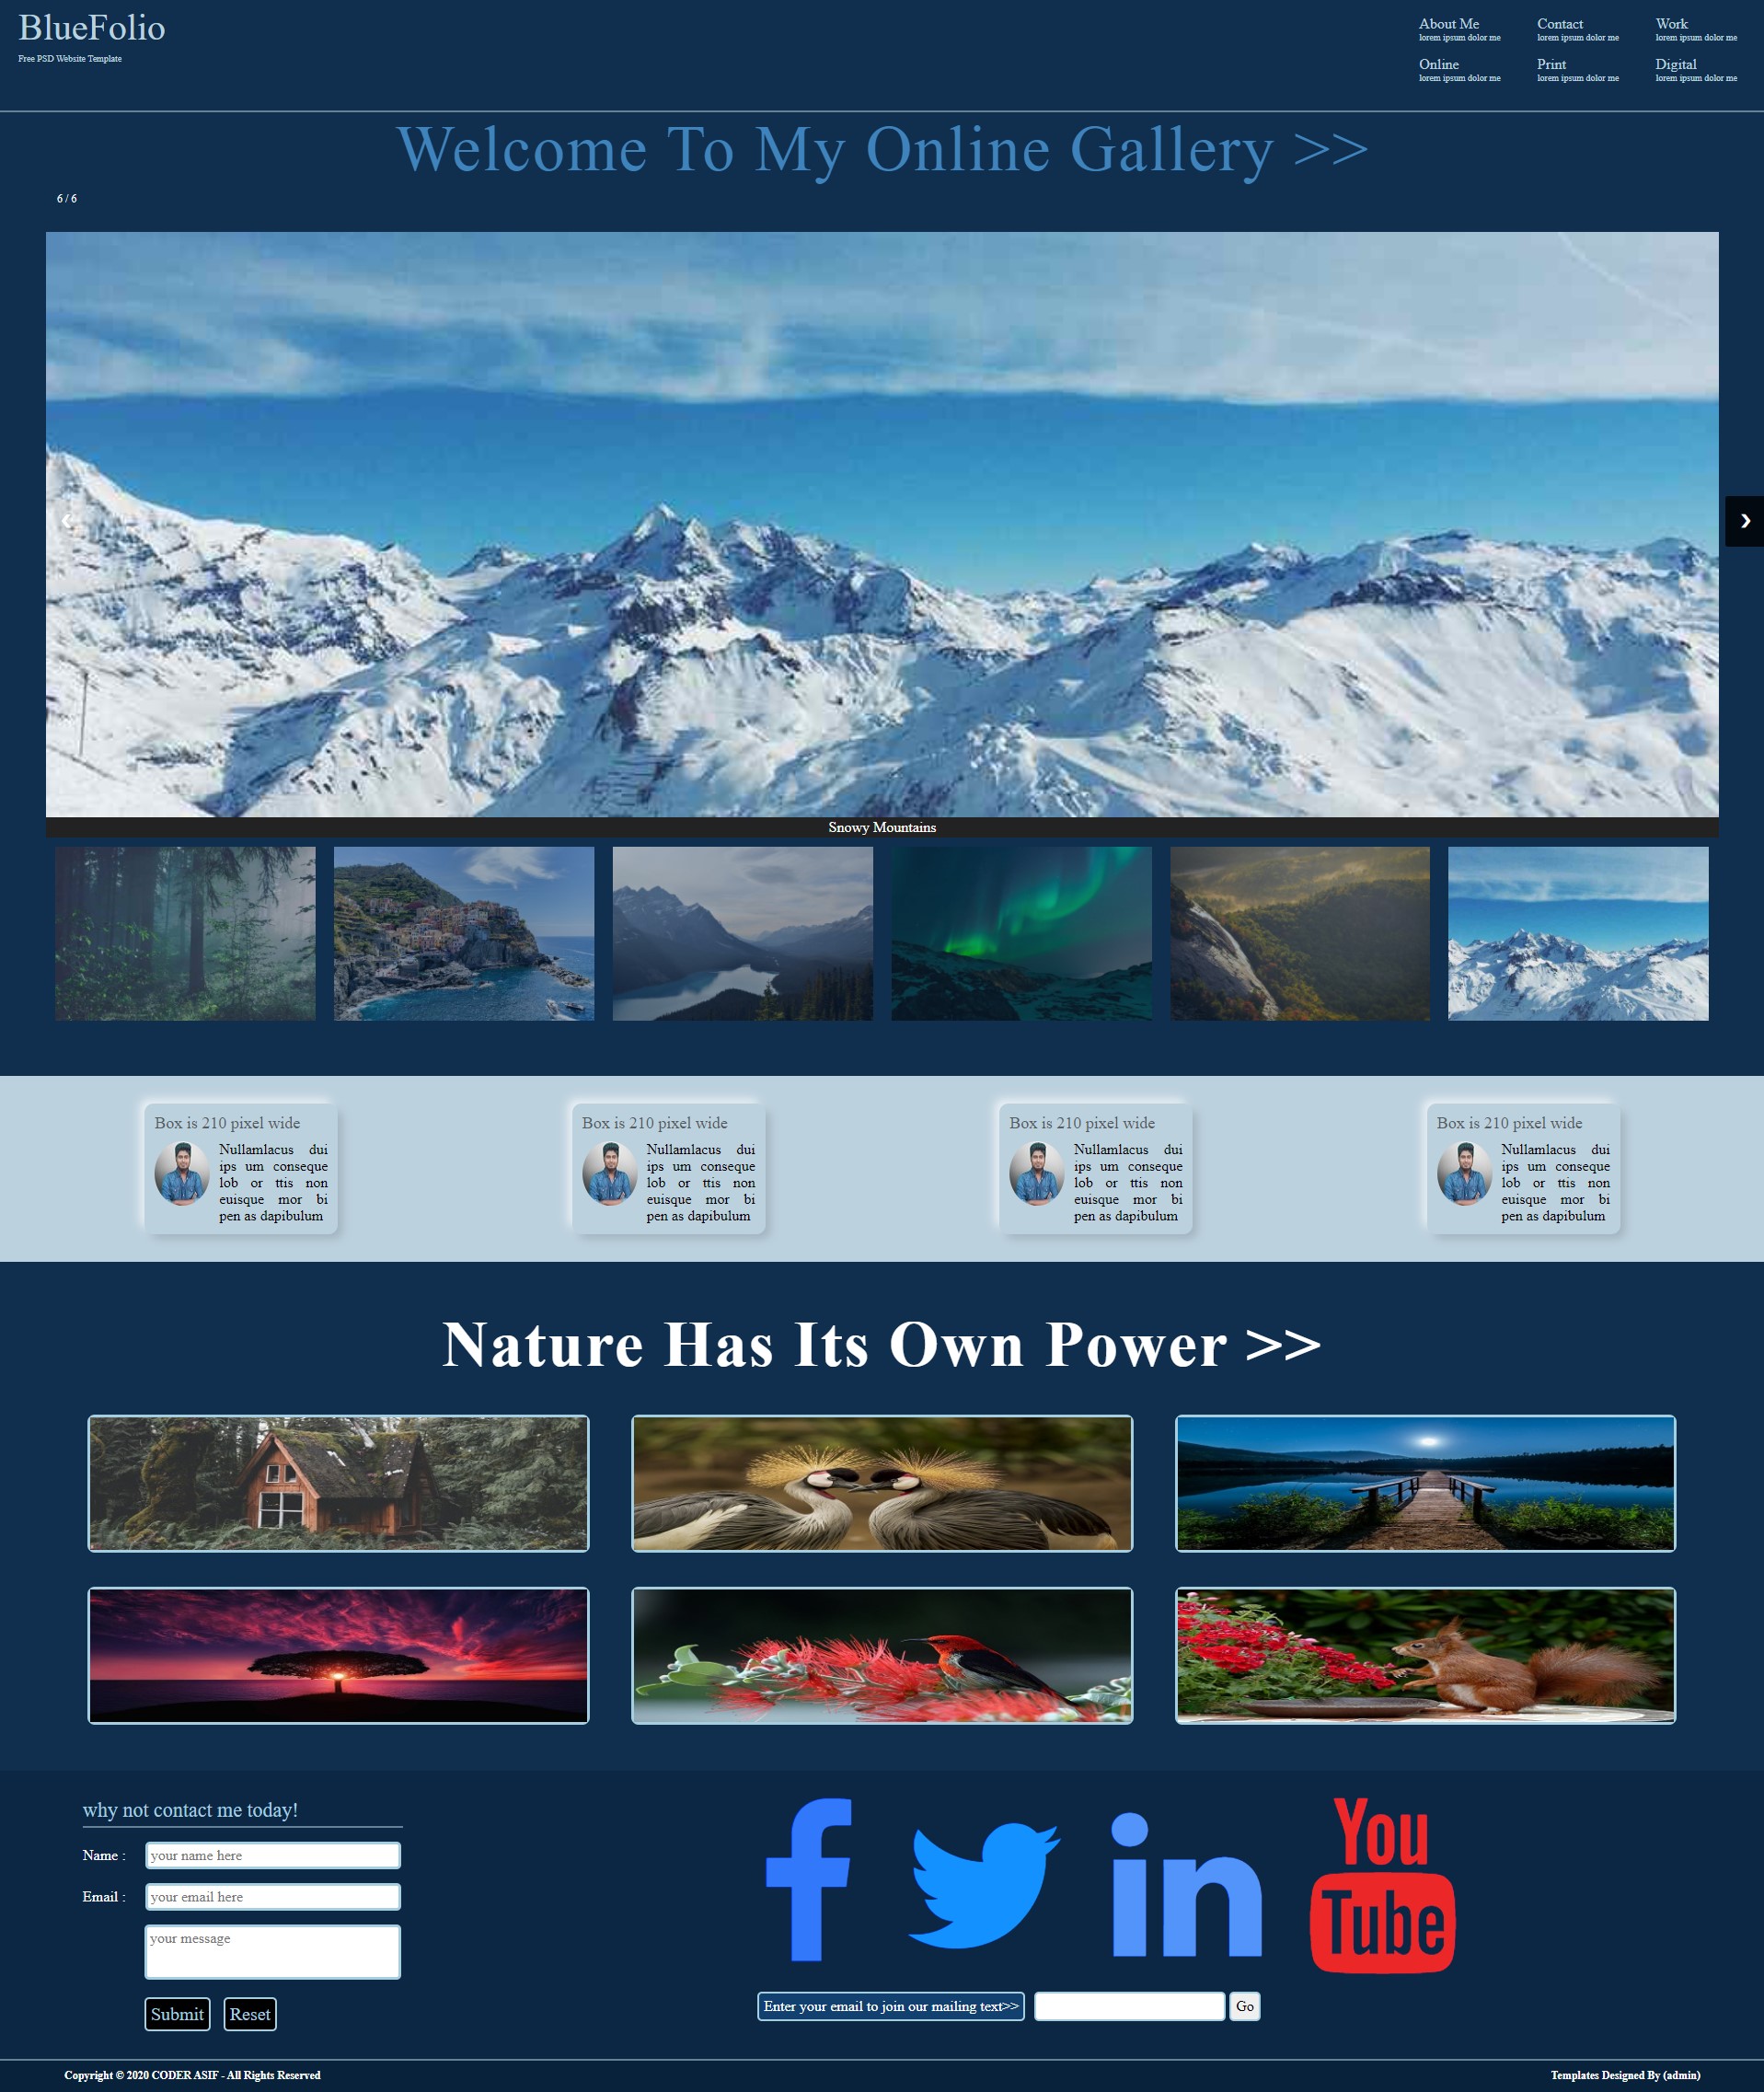 BlueFolio
Free PSD Website Template
About Me
lorem ipsum dolor me
Contact
lorem ipsum dolor me
Work
lorem ipsum dolor me
Online
lorem ipsum dolor me
Print
lorem ipsum dolor me
Digital
lorem ipsum dolor me
Welcome To My Online Gallery >>
6 / 6
❮
❯
Snowy Mountains
Box is 210 pixel wide
Nullamlacus dui
ips um conseque
lob or ttis non
euisque mor bi
pen as dapibulum
Box is 210 pixel wide
Nullamlacus dui
ips um conseque
lob or ttis non
euisque mor bi
pen as dapibulum
Box is 210 pixel wide
Nullamlacus dui
ips um conseque
lob or ttis non
euisque mor bi
pen as dapibulum
Box is 210 pixel wide
Nullamlacus dui
ips um conseque
lob or ttis non
euisque mor bi
pen as dapibulum
Nature Has Its Own Power >>
why not contact me today!
Name : your name here
Email : your email here
your message
Submit Reset
f
in
You
Tube
Enter your email to join our mailing text>> Go
Copyright © 2020 CODER ASIF - All Rights Reserved
Templates Designed By (admin)